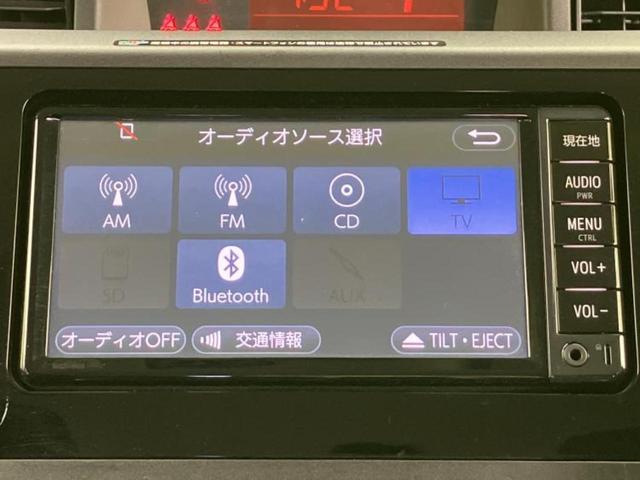 オーディオソース選択
AM
FM
CD
TV
SD
Bluetooth
AUX
オーディオOFF
交通情報
TILT・EJECT
現在地
AUDIO
PWR
MENU
CTRL
VOL+
VOL-